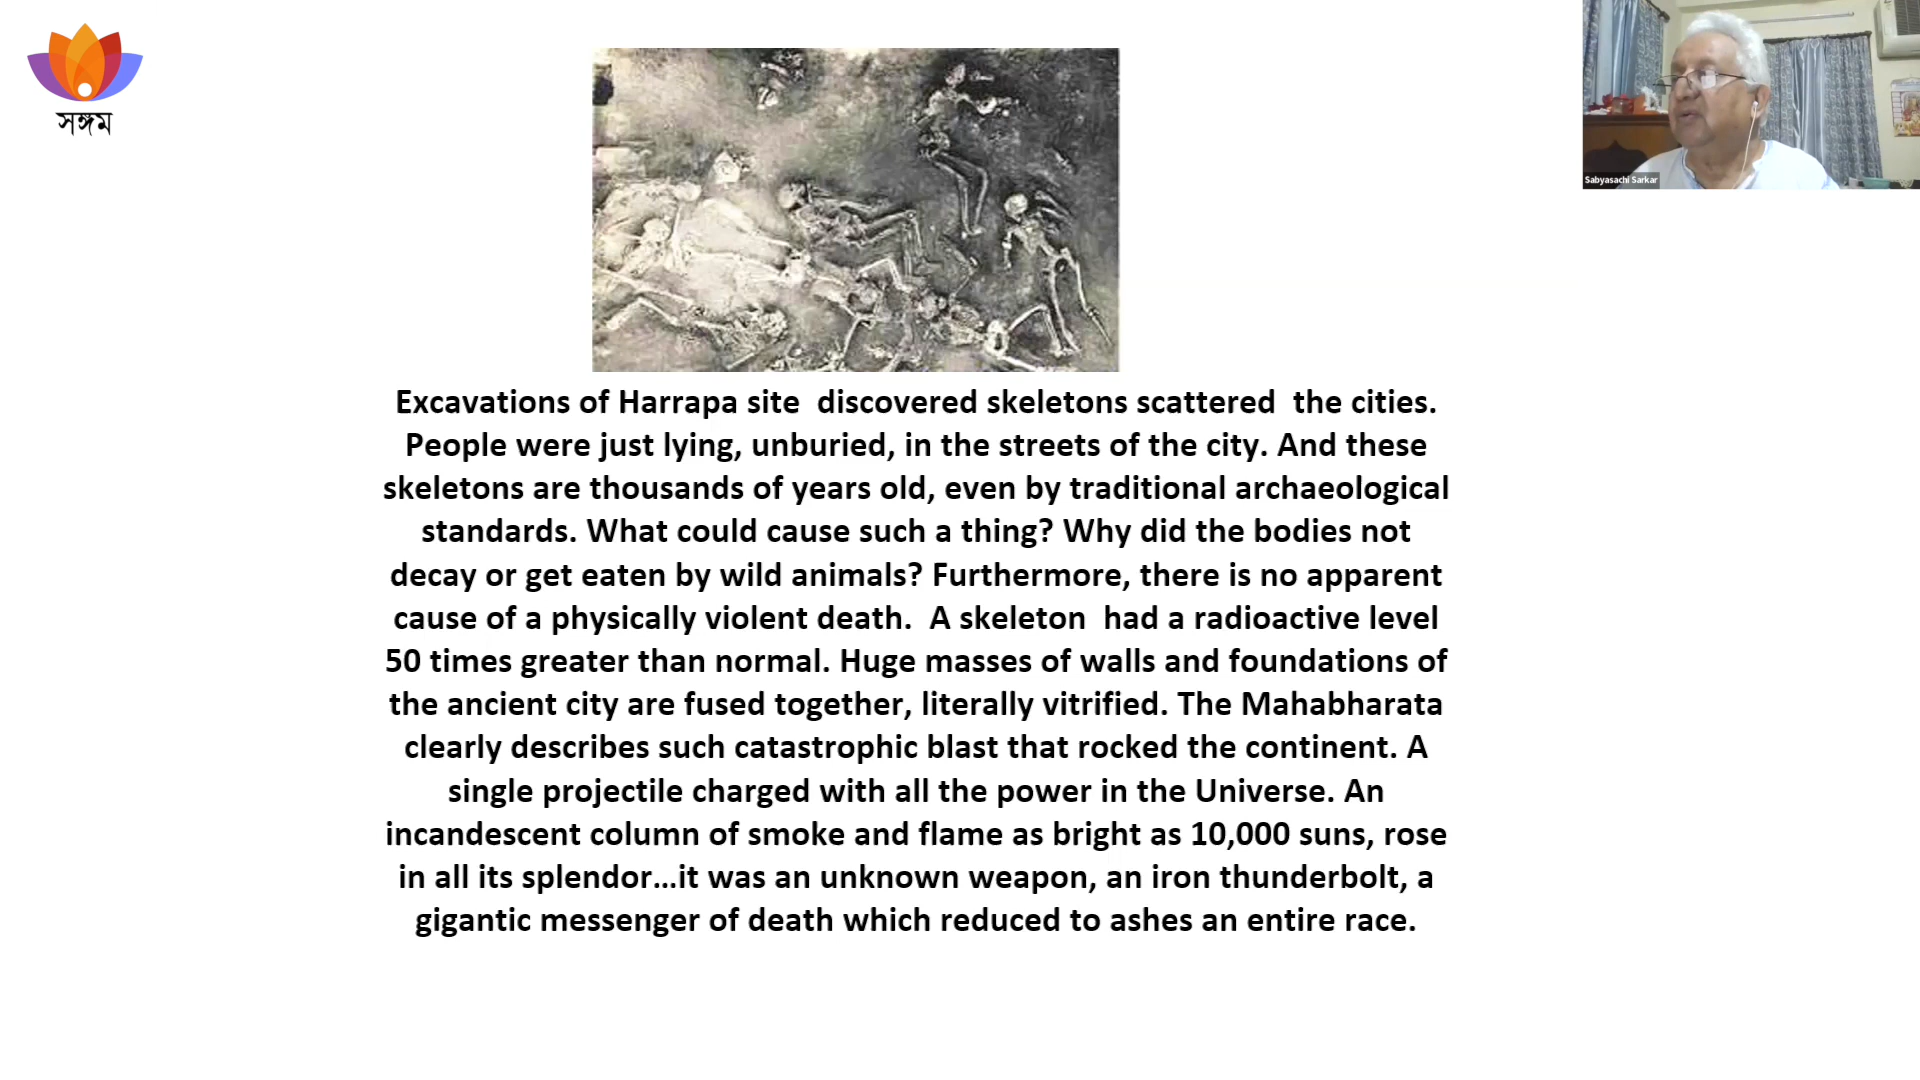 সঙ্গম
Sabyasachi Sarkar
Excavations of Harrapa site  discovered skeletons scattered  the cities.
People were just lying, unburied, in the streets of the city. And these
skeletons are thousands of years old, even by traditional archaeological
standards. What could cause such a thing? Why did the bodies not
decay or get eaten by wild animals? Furthermore, there is no apparent
cause of a physically violent death.  A skeleton  had a radioactive level
50 times greater than normal. Huge masses of walls and foundations of
the ancient city are fused together, literally vitrified. The Mahabharata
clearly describes such catastrophic blast that rocked the continent. A
single projectile charged with all the power in the Universe. An
incandescent column of smoke and flame as bright as 10,000 suns, rose
in all its splendor...it was an unknown weapon, an iron thunderbolt, a
gigantic messenger of death which reduced to ashes an entire race.